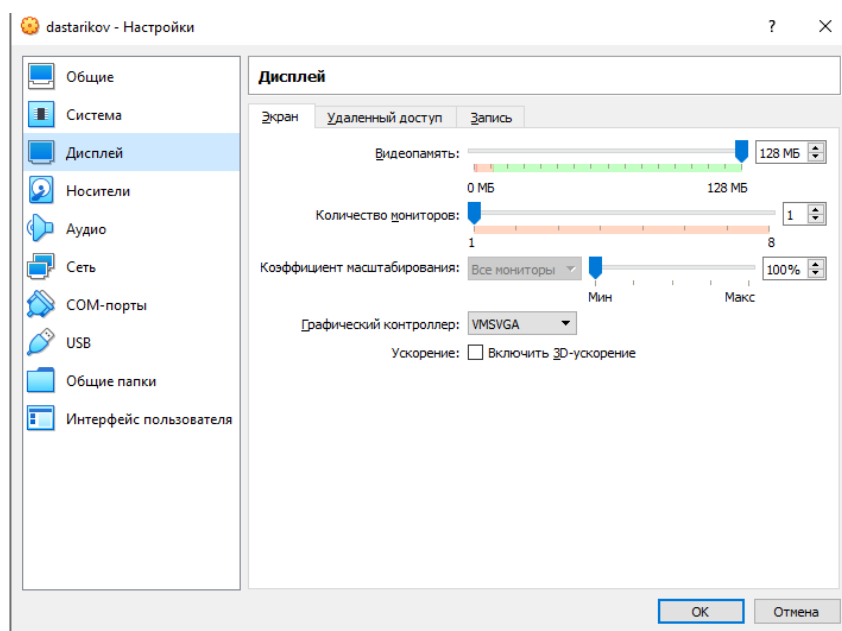 dastarikov - Настройки ? ×
Общие
Система
Дисплей
Носители
Аудио
Сеть
COM-порты
USB
Общие папки
Интерфейс пользователя
Дисплей
Экран Удаленный доступ Запись
Видеопамять: 128 МБ
0 МБ 128 МБ
Количество мониторов: 1
1 8
Коэффициент масштабирования: Все мониторы 100%
Мин Макс
Графический контроллер: VMSVGA
Ускорение: Включить 3D-ускорение
OK Отмена